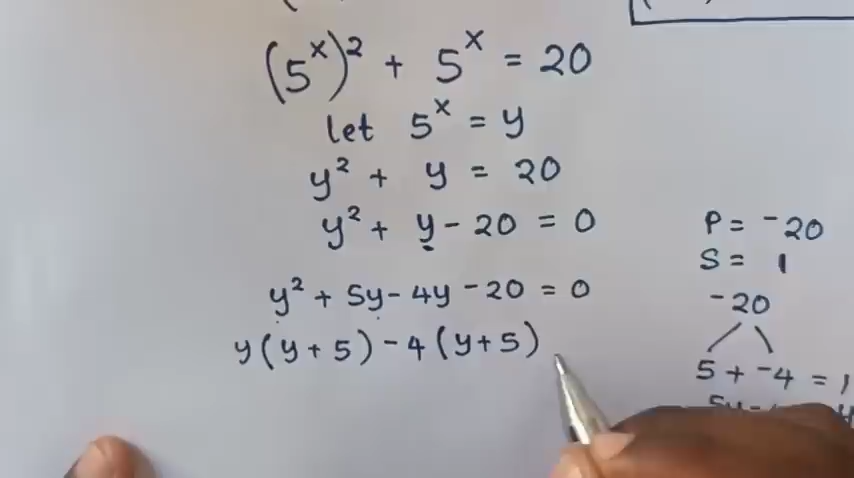 (5^x)^2 + 5^x = 20
let 5^x = y
y^2 + y = 20
y^2 + y - 20 = 0
y^2 + 5y - 4y - 20 = 0
y(y + 5) - 4(y + 5)
P = -20
S = 1
-20
5 + -4 = 1